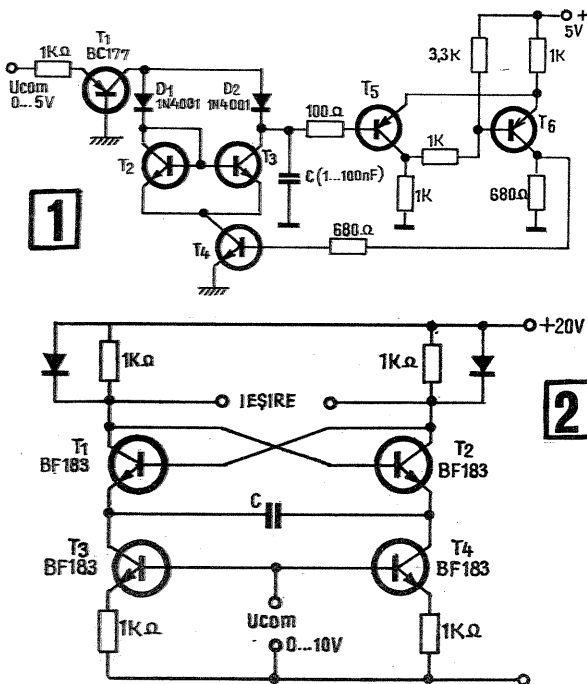 T1
BC177
1KΩ
Ucom
0...5V
D1
1N4001
D2
1N4001
T2
T3
T4
C(1...100nF)
100Ω
T5
1K
1K
3,3K
1K
5V
+
T6
680Ω
680Ω
1
+20V
1KΩ
1KΩ
IEŞIRE
2
T1
BF183
T2
BF183
C
T3
BF183
T4
BF183
Ucom
0...10V
1KΩ
1KΩ